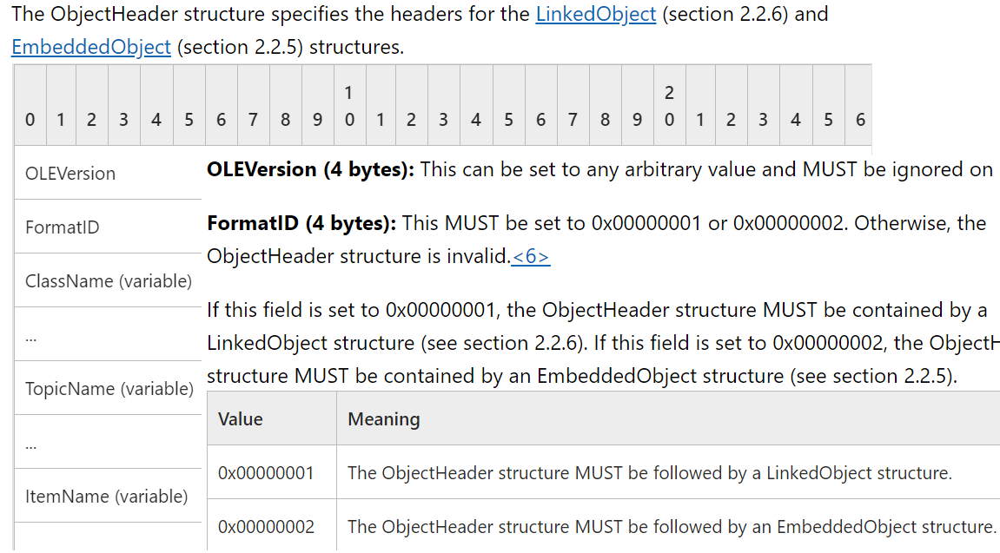 The ObjectHeader structure specifies the headers for the LinkedObject (section 2.2.6) and
EmbeddedObject (section 2.2.5) structures.
1 2
0 1 2 3 4 5 6 7 8 9 0 1 2 3 4 5 6 7 8 9 0 1 2 3 4 5 6
OLEVersion
FormatID
ClassName (variable)
...
TopicName (variable)
...
ItemName (variable)
OLEVersion (4 bytes): This can be set to any arbitrary value and MUST be ignored on
FormatID (4 bytes): This MUST be set to 0x00000001 or 0x00000002. Otherwise, the
ObjectHeader structure is invalid.<6>
If this field is set to 0x00000001, the ObjectHeader structure MUST be contained by a
LinkedObject structure (see section 2.2.6). If this field is set to 0x00000002, the ObjectH
structure MUST be contained by an EmbeddedObject structure (see section 2.2.5).
Value Meaning
0x00000001 The ObjectHeader structure MUST be followed by a LinkedObject structure.
0x00000002 The ObjectHeader structure MUST be followed by an EmbeddedObject structure.